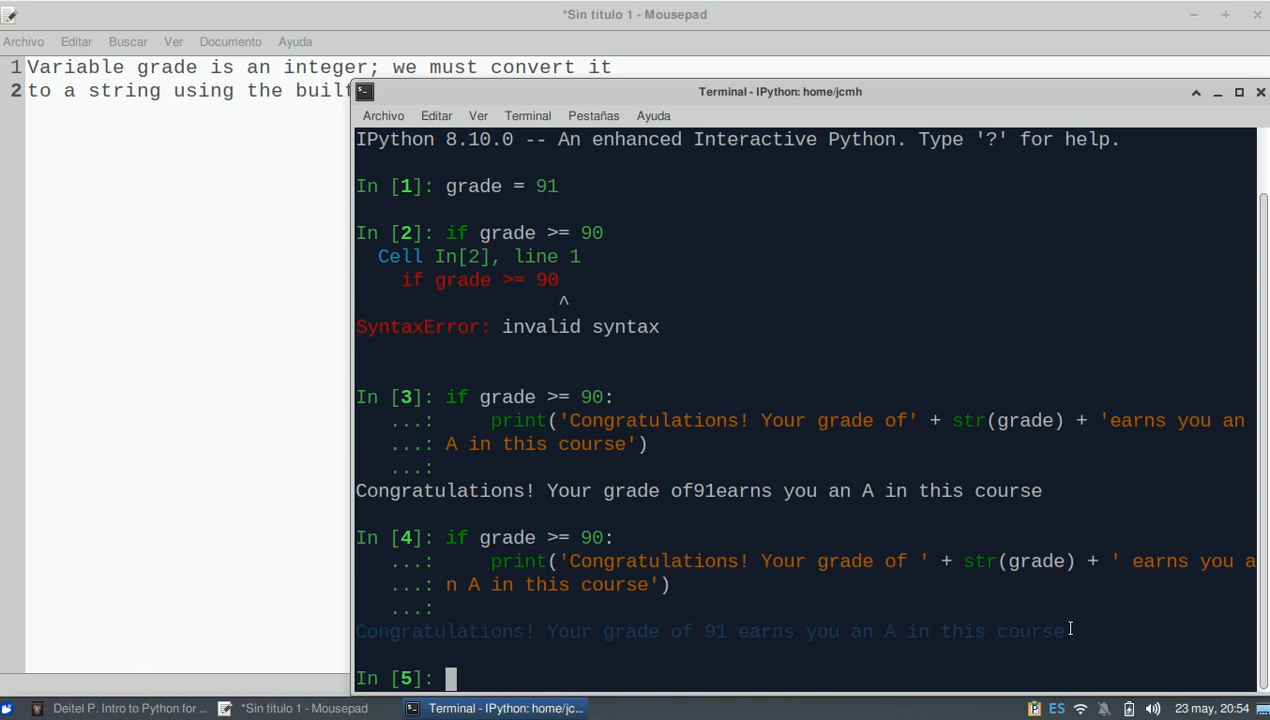 *Sin título 1 - Mousepad
Archivo Editar Buscar Ver Documento Ayuda
1 Variable grade is an integer; we must convert it
2 to a string using the built
Terminal - IPython: home/jcmh
Archivo Editar Ver Terminal Pestañas Ayuda
IPython 8.10.0 -- An enhanced Interactive Python. Type '?' for help.
In [1]: grade = 91
In [2]: if grade >= 90
Cell In[2], line 1
if grade >= 90
^
SyntaxError: invalid syntax
In [3]: if grade >= 90:
...: print('Congratulations! Your grade of' + str(grade) + 'earns you an
...: A in this course')
...:
Congratulations! Your grade of91earns you an A in this course
In [4]: if grade >= 90:
...: print('Congratulations! Your grade of ' + str(grade) + ' earns you a
...: n A in this course')
...:
Congratulations! Your grade of 91 earns you an A in this course
In [5]:
Deitel P. Intro to Python for ... *Sin título 1 - Mousepad Terminal - IPython: home/jc... ES 23 may, 20:54